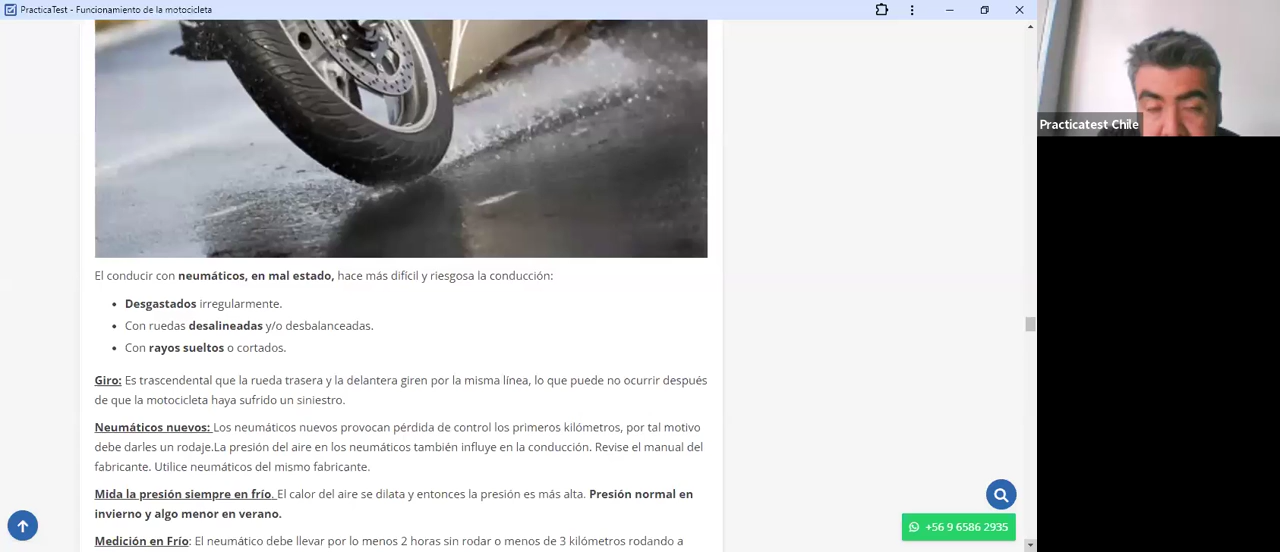 PracticaTest - Funcionamiento de la motocicleta
Practicatest Chile
El conducir con neumáticos, en mal estado, hace más difícil y riesgosa la conducción:
• Desgastados irregularmente.
• Con ruedas desalineadas y/o desbalanceadas.
• Con rayos sueltos o cortados.
Giro: Es trascendental que la rueda trasera y la delantera giren por la misma línea, lo que puede no ocurrir después
de que la motocicleta haya sufrido un siniestro.
Neumáticos nuevos: Los neumáticos nuevos provocan pérdida de control los primeros kilómetros, por tal motivo
debe darles un rodaje.La presión del aire en los neumáticos también influye en la conducción. Revise el manual del
fabricante. Utilice neumáticos del mismo fabricante.
Mida la presión siempre en frío. El calor del aire se dilata y entonces la presión es más alta. Presión normal en
invierno y algo menor en verano.
Medición en Frío: El neumático debe llevar por lo menos 2 horas sin rodar o menos de 3 kilómetros rodando a
+56 9 6586 2935